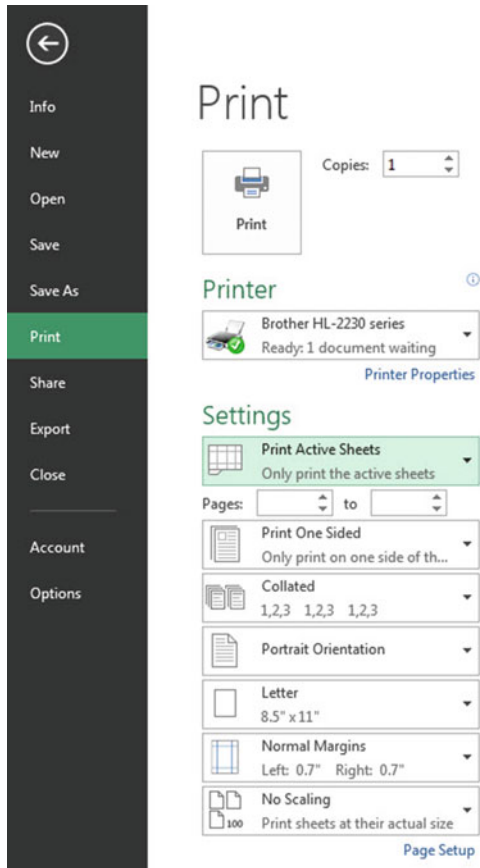 Info
New
Open
Save
Save As
Print
Share
Export
Close
Account
Options
Print
Print
Copies: 1
Printer
Brother HL-2230 series
Ready: 1 document waiting
Printer Properties
Settings
Print Active Sheets
Only print the active sheets
Pages: to
Print One Sided
Only print on one side of th...
Collated
1,2,3 1,2,3 1,2,3
Portrait Orientation
Letter
8.5" x 11"
Normal Margins
Left: 0.7" Right: 0.7"
No Scaling
100 Print sheets at their actual size
Page Setup